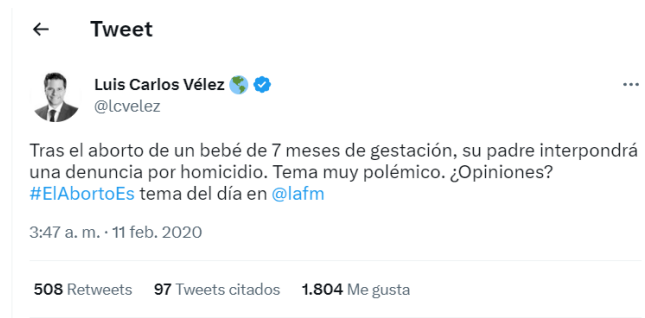 Tweet
Luis Carlos Vélez
@lcvelez
Tras el aborto de un bebé de 7 meses de gestación, su padre interpondrá
una denuncia por homicidio. Tema muy polémico. ¿Opiniones?
#ElAbortoEs tema del día en @lafm
3:47 a. m. · 11 feb. 2020
508 Retweets 97 Tweets citados 1.804 Me gusta